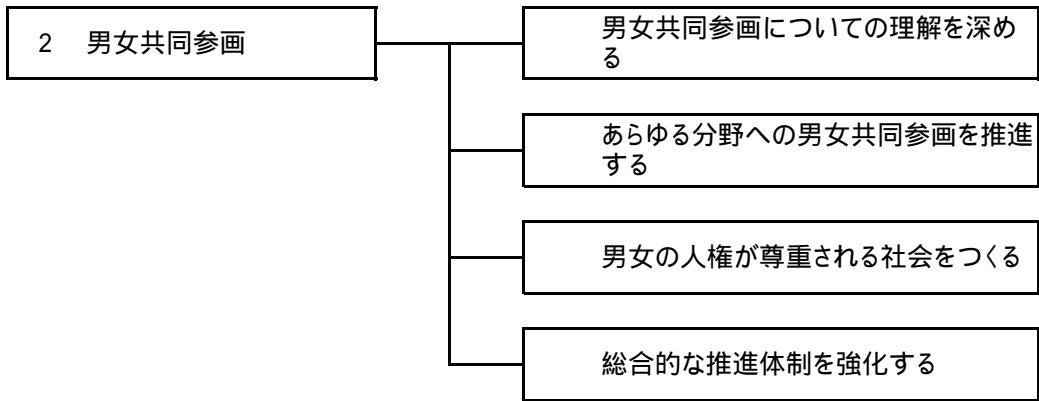 2 男女共同参画
男女共同参画についての理解を深め
る
あらゆる分野への男女共同参画を推進
する
男女の人権が尊重される社会をつくる
総合的な推進体制を強化する